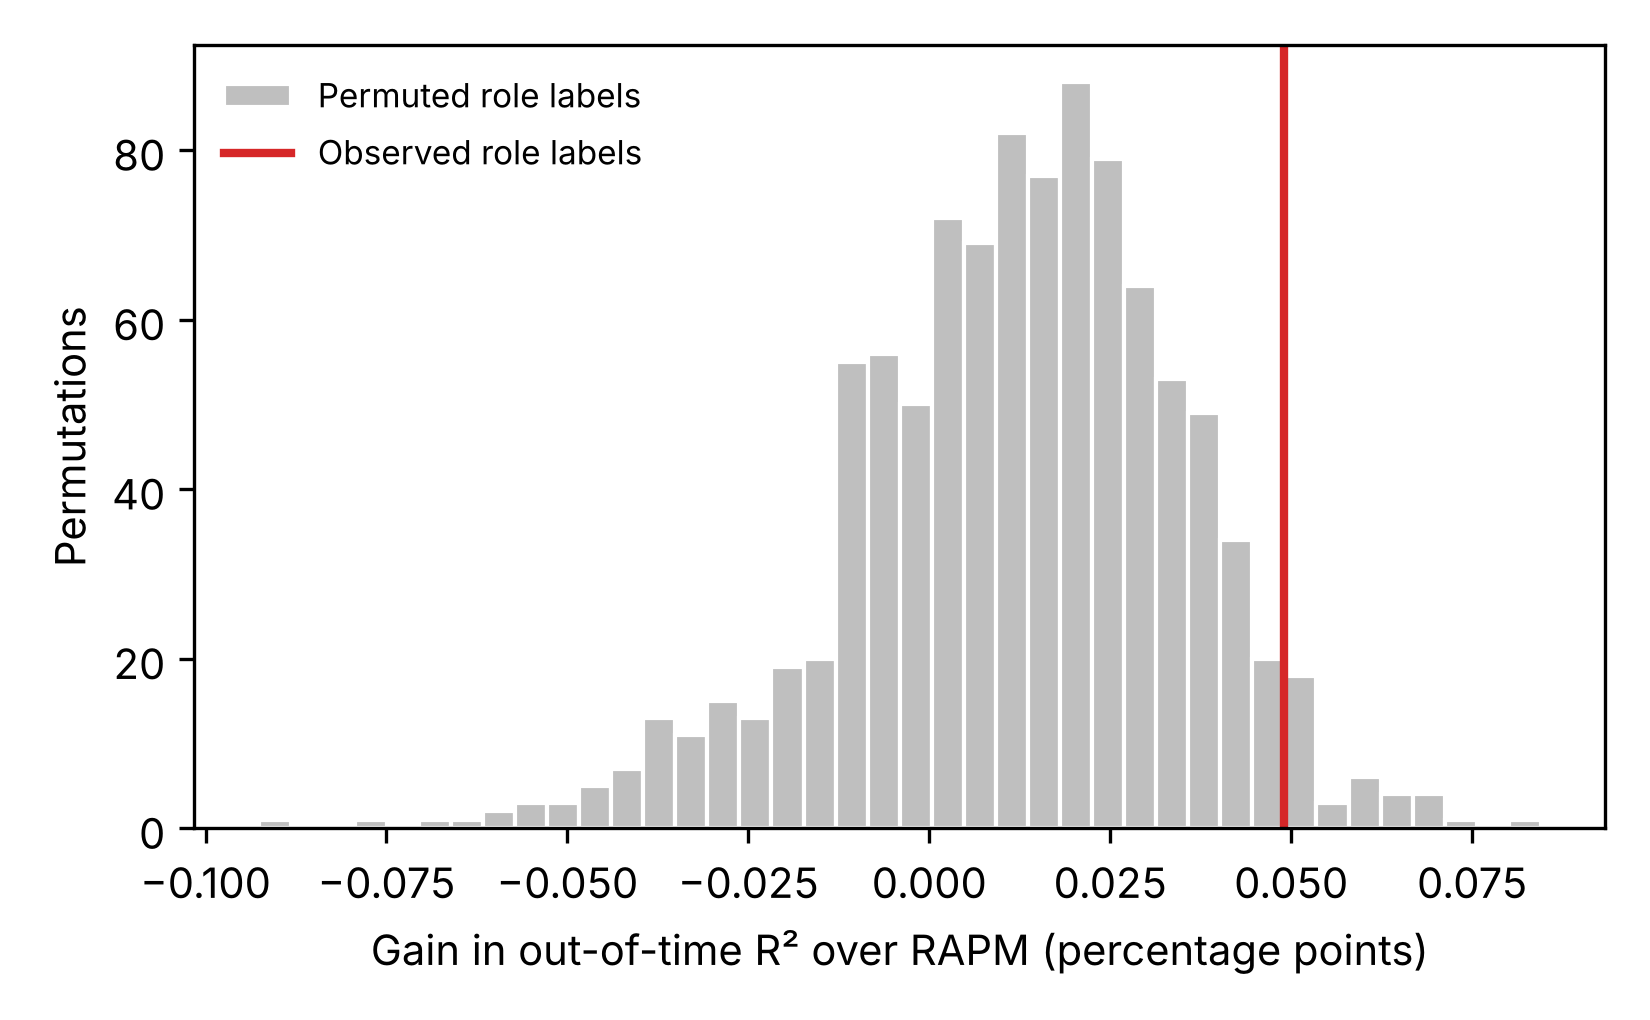 Permuted role labels
Observed role labels
Permutations
80
60
40
20
0
−0.100 −0.075 −0.050 −0.025 0.000 0.025 0.050 0.075
Gain in out-of-time R² over RAPM (percentage points)